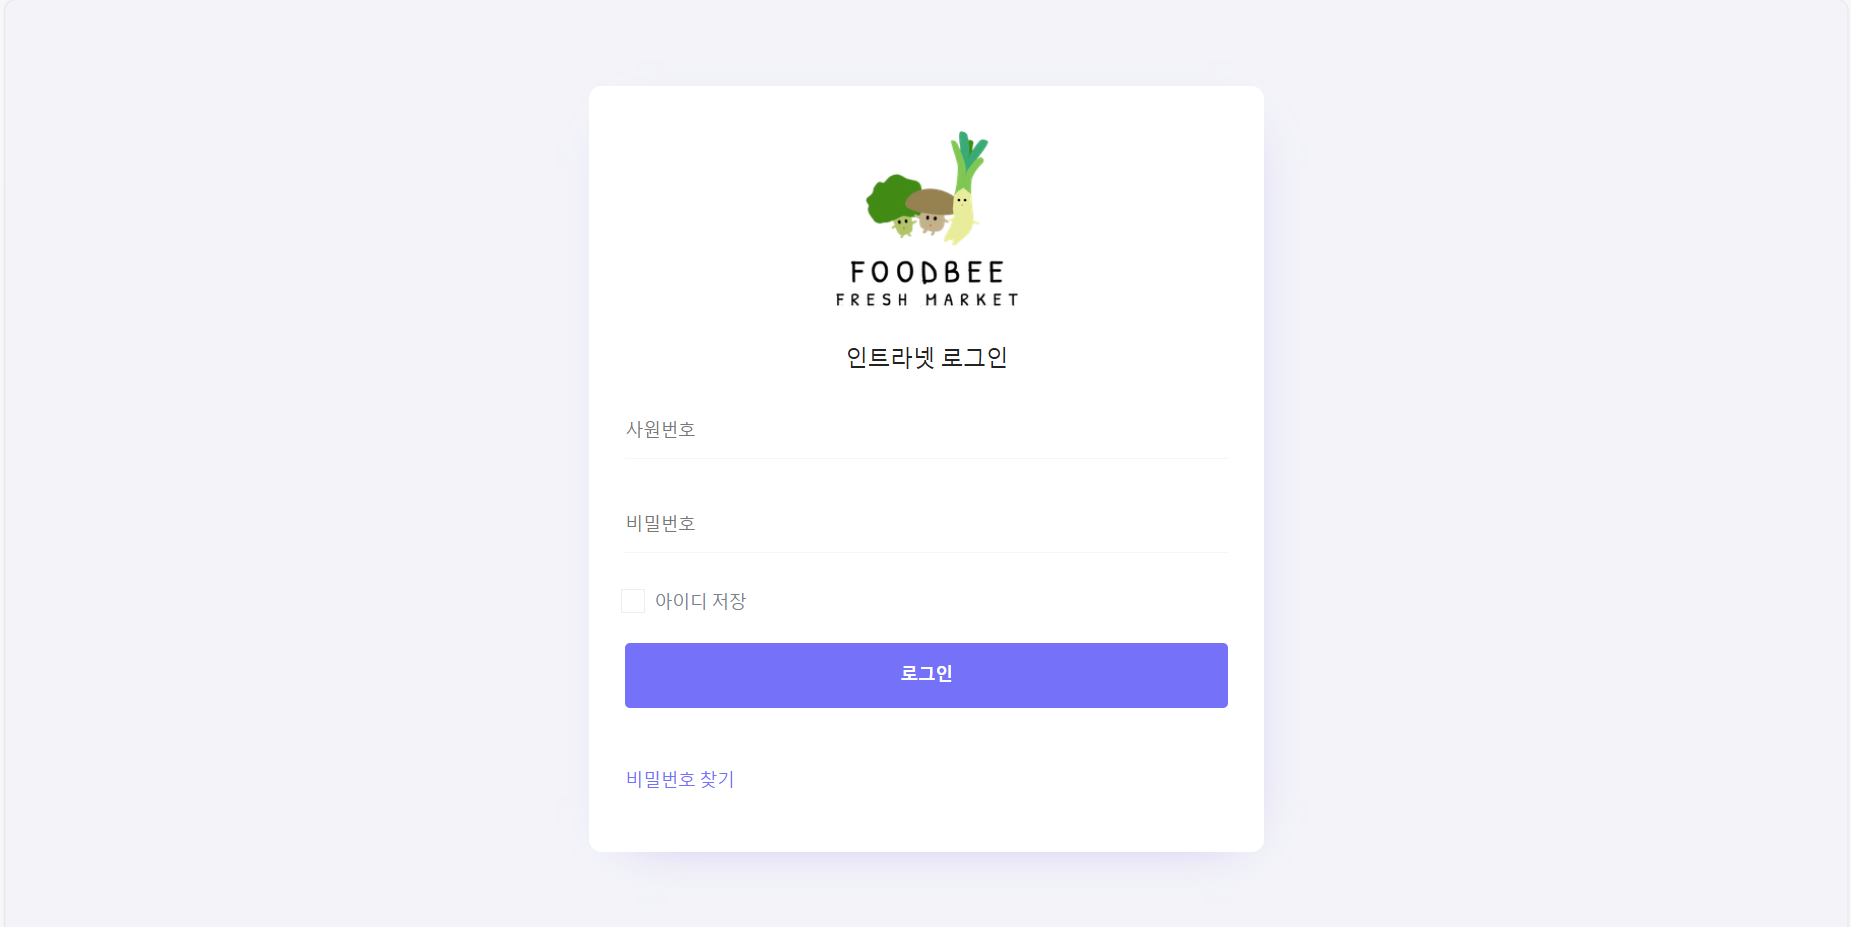 FOODBEE
FRESH MARKET
인트라넷 로그인
사원번호
비밀번호
아이디 저장
로그인
비밀번호 찾기